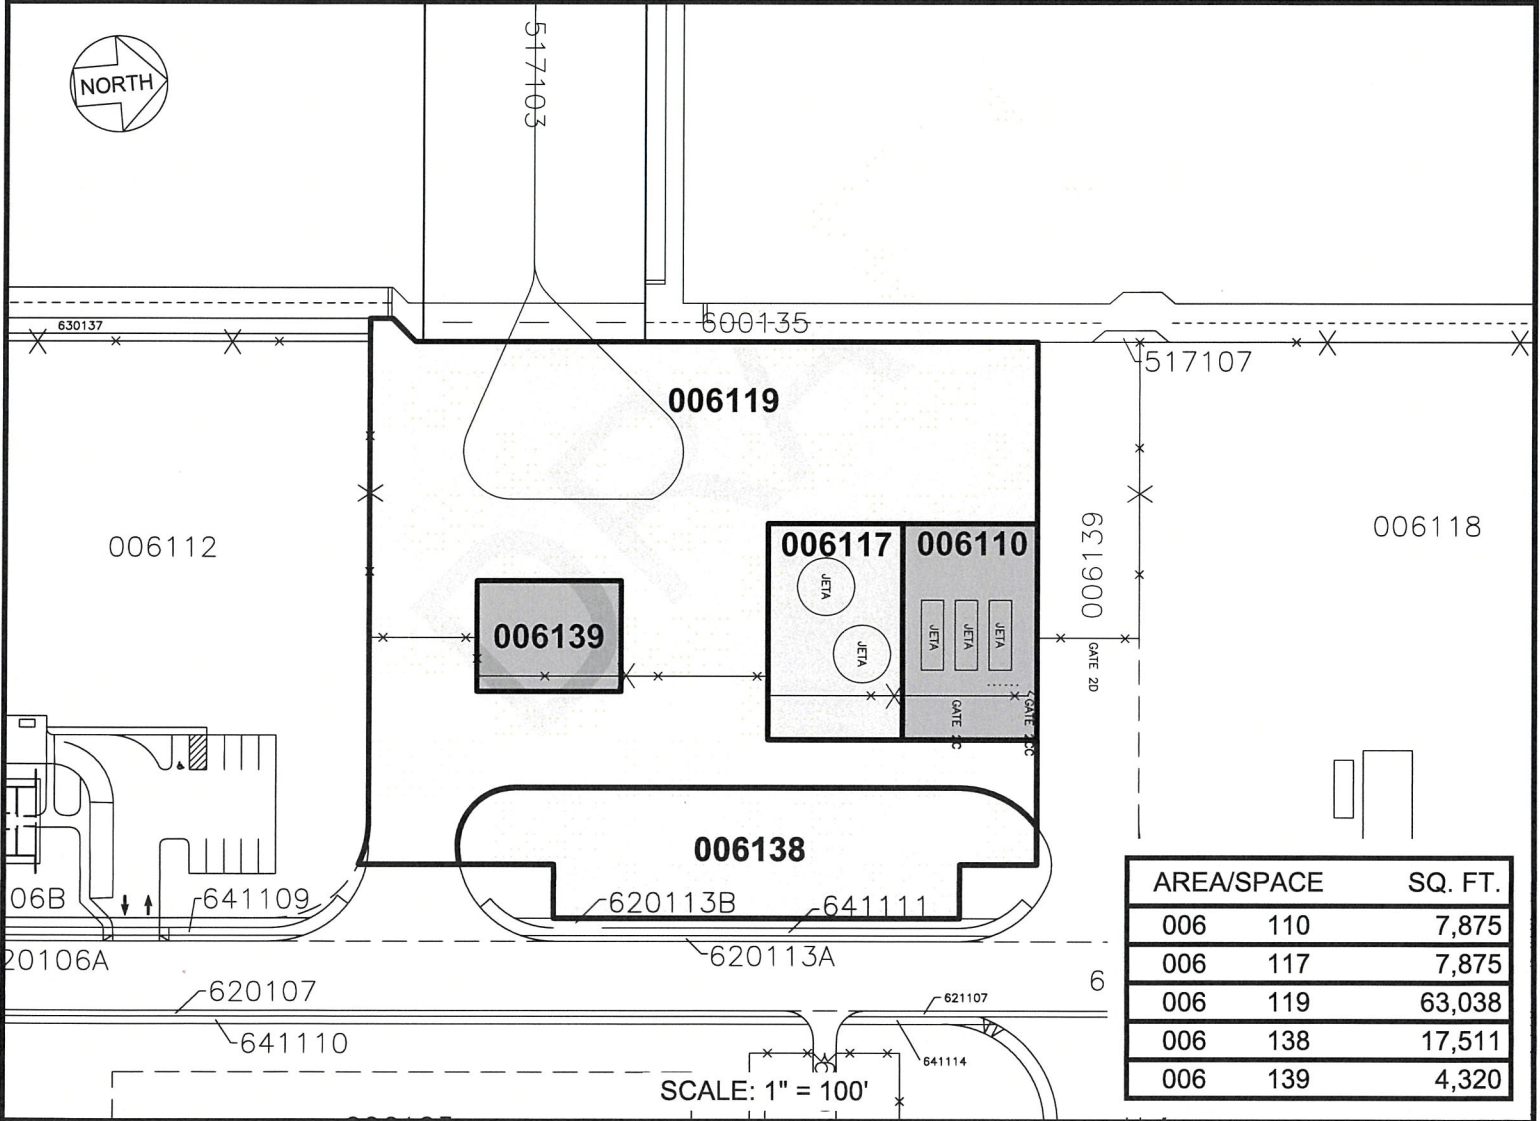 NORTH
517103
630137
600135
517107
006119
006112
006139
006118
006117
006110
JETA
JETA
JETA
JETA
JETA
006139
GATE 2D
GATE 2C
GATE 2CC
006138
06B
641109
620113B
641111
20106A
620113A
620107
6
621107
641110
641114
SCALE: 1" = 100'
AREA/SPACE SQ. FT.
006 110 7,875
006 117 7,875
006 119 63,038
006 138 17,511
006 139 4,320